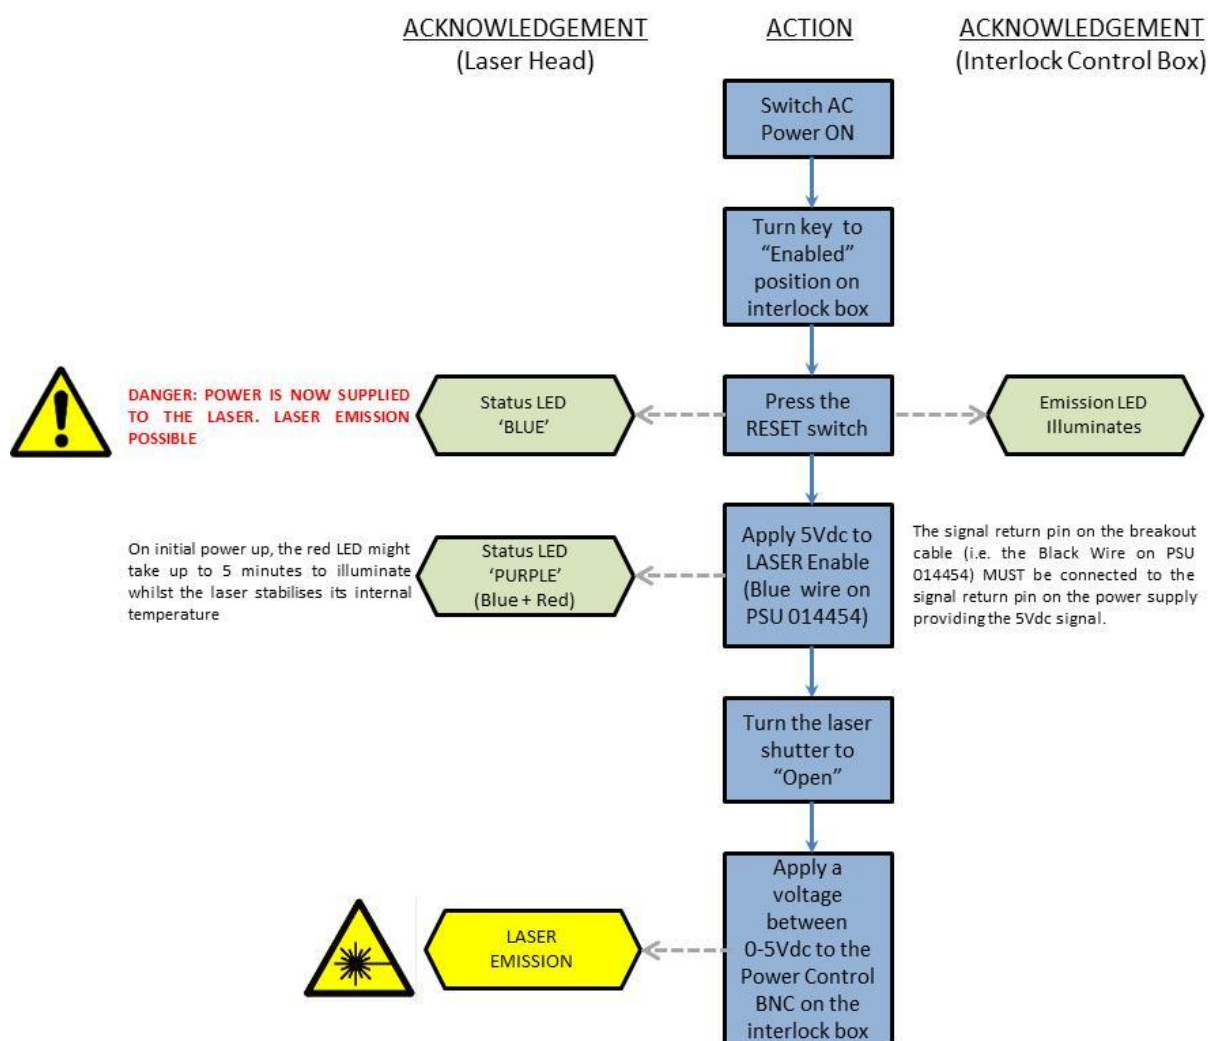 ACKNOWLEDGEMENT
(Laser Head)
ACTION
ACKNOWLEDGEMENT
(Interlock Control Box)
Switch AC
Power ON
Turn key to
“Enabled”
position on
interlock box
DANGER: POWER IS NOW SUPPLIED
TO THE LASER. LASER EMISSION
POSSIBLE
Status LED
‘BLUE’
Press the
RESET switch
Emission LED
Illuminates
On initial power up, the red LED might
take up to 5 minutes to illuminate
whilst the laser stabilises its internal
temperature
Status LED
‘PURPLE’
(Blue + Red)
Apply 5Vdc to
LASER Enable
(Blue wire on
PSU 014454)
The signal return pin on the breakout
cable (i.e. the Black Wire on PSU
014454) MUST be connected to the
signal return pin on the power supply
providing the 5Vdc signal.
Turn the laser
shutter to
“Open”
LASER
EMISSION
Apply a
voltage
between
0-5Vdc to the
Power Control
BNC on the
interlock box